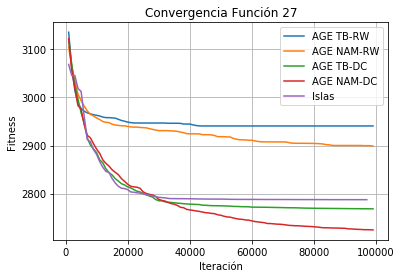 Convergencia Función 27
AGE TB-RW
AGE NAM-RW
AGE TB-DC
AGE NAM-DC
Islas
Fitness
3100
3000
2900
2800
0 20000 40000 60000 80000 100000
Iteración